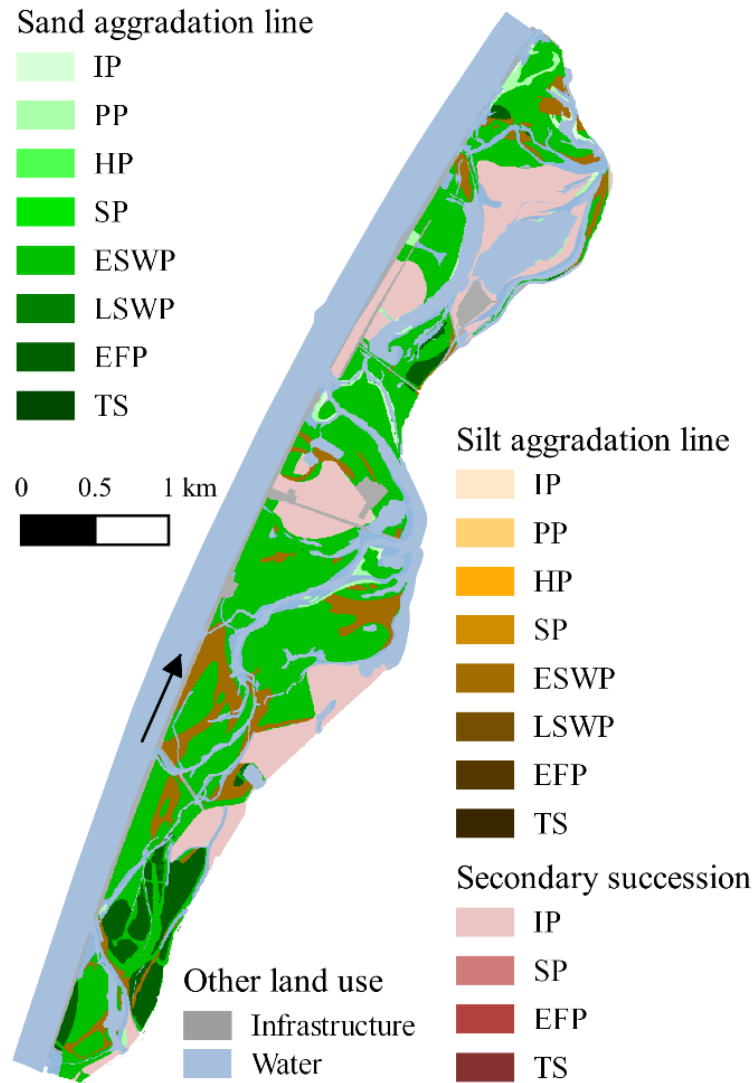 Sand aggradation line
IP
PP
HP
SP
ESWP
LSWP
EFP
TS
0 0.5 1 km
Silt aggradation line
IP
PP
HP
SP
ESWP
LSWP
EFP
TS
Secondary succession
IP
SP
EFP
TS
Other land use
Infrastructure
Water